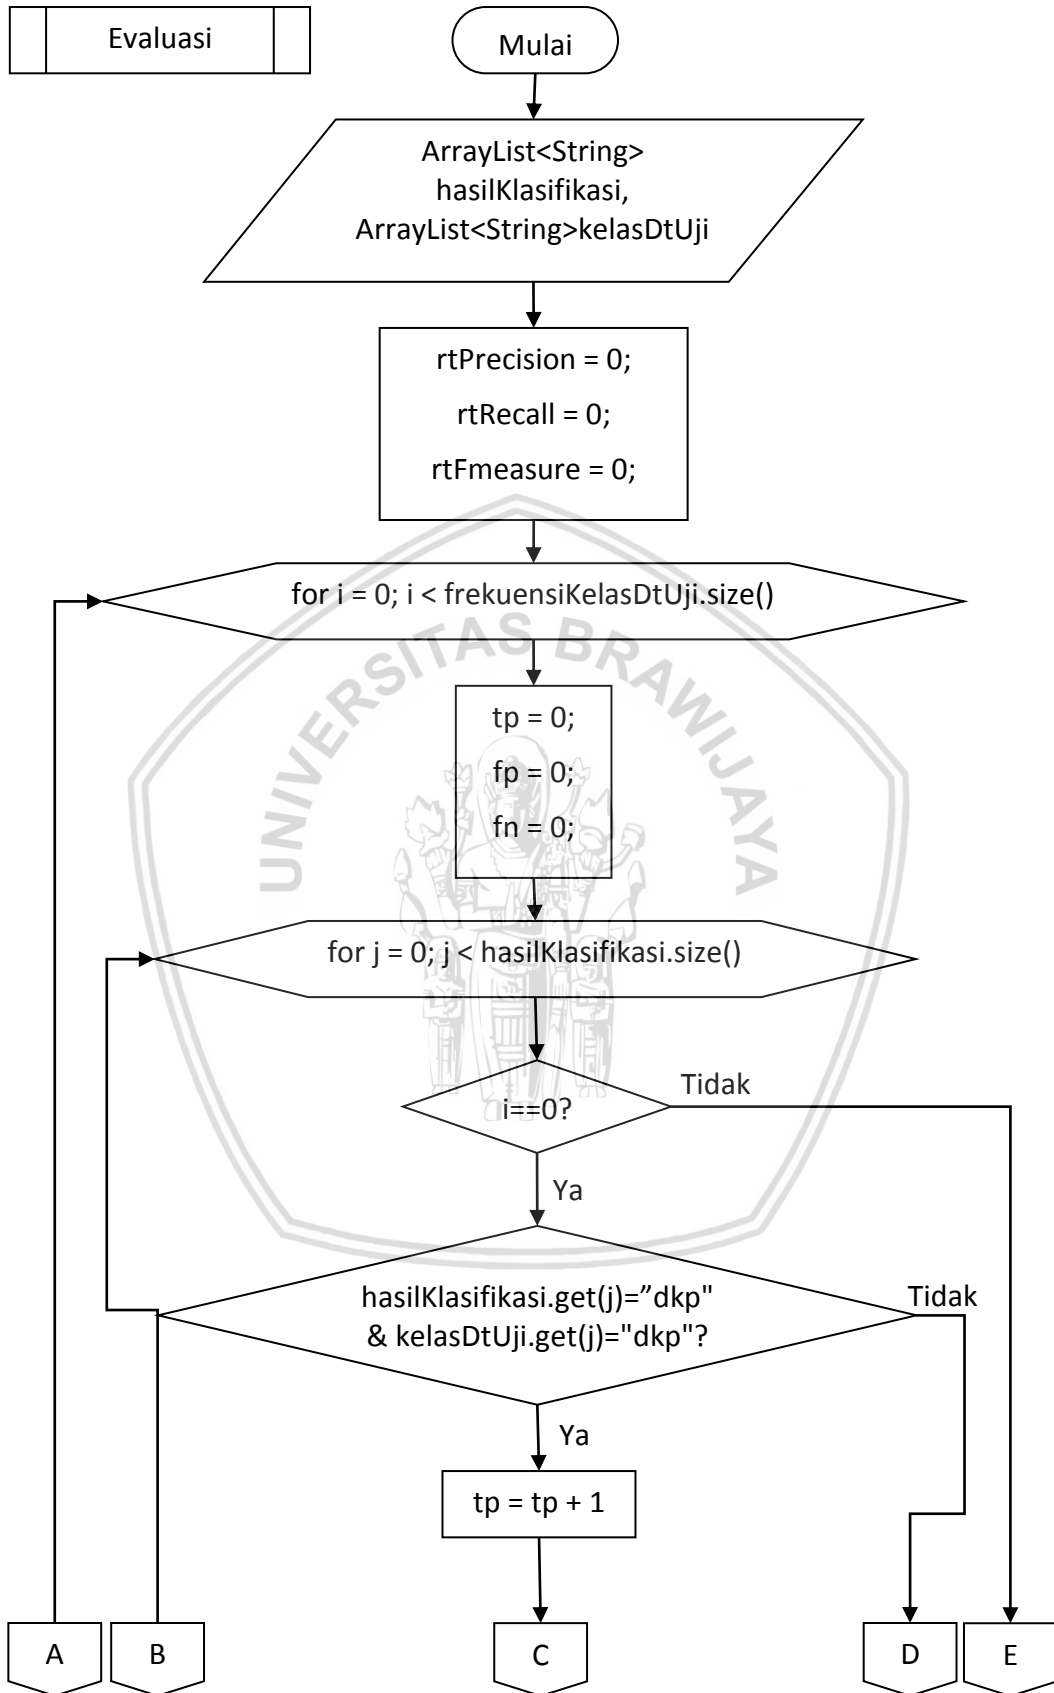 Evaluasi
Mulai
ArrayList<String>
hasilKlasifikasi,
ArrayList<String>kelasDtUji
rtPrecision = 0;
rtRecall = 0;
rtFmeasure = 0;
for i = 0; i < frekuensiKelasDtUji.size()
UNIVERSITAS BRAWIJAYA
tp = 0;
fp = 0;
fn = 0;
for j = 0; j < hasilKlasifikasi.size()
i==0?
Tidak
Ya
hasilKlasifikasi.get(j)=”dkp"
& kelasDtUji.get(j)="dkp"?
Tidak
Ya
tp = tp + 1
A
B
C
D
E